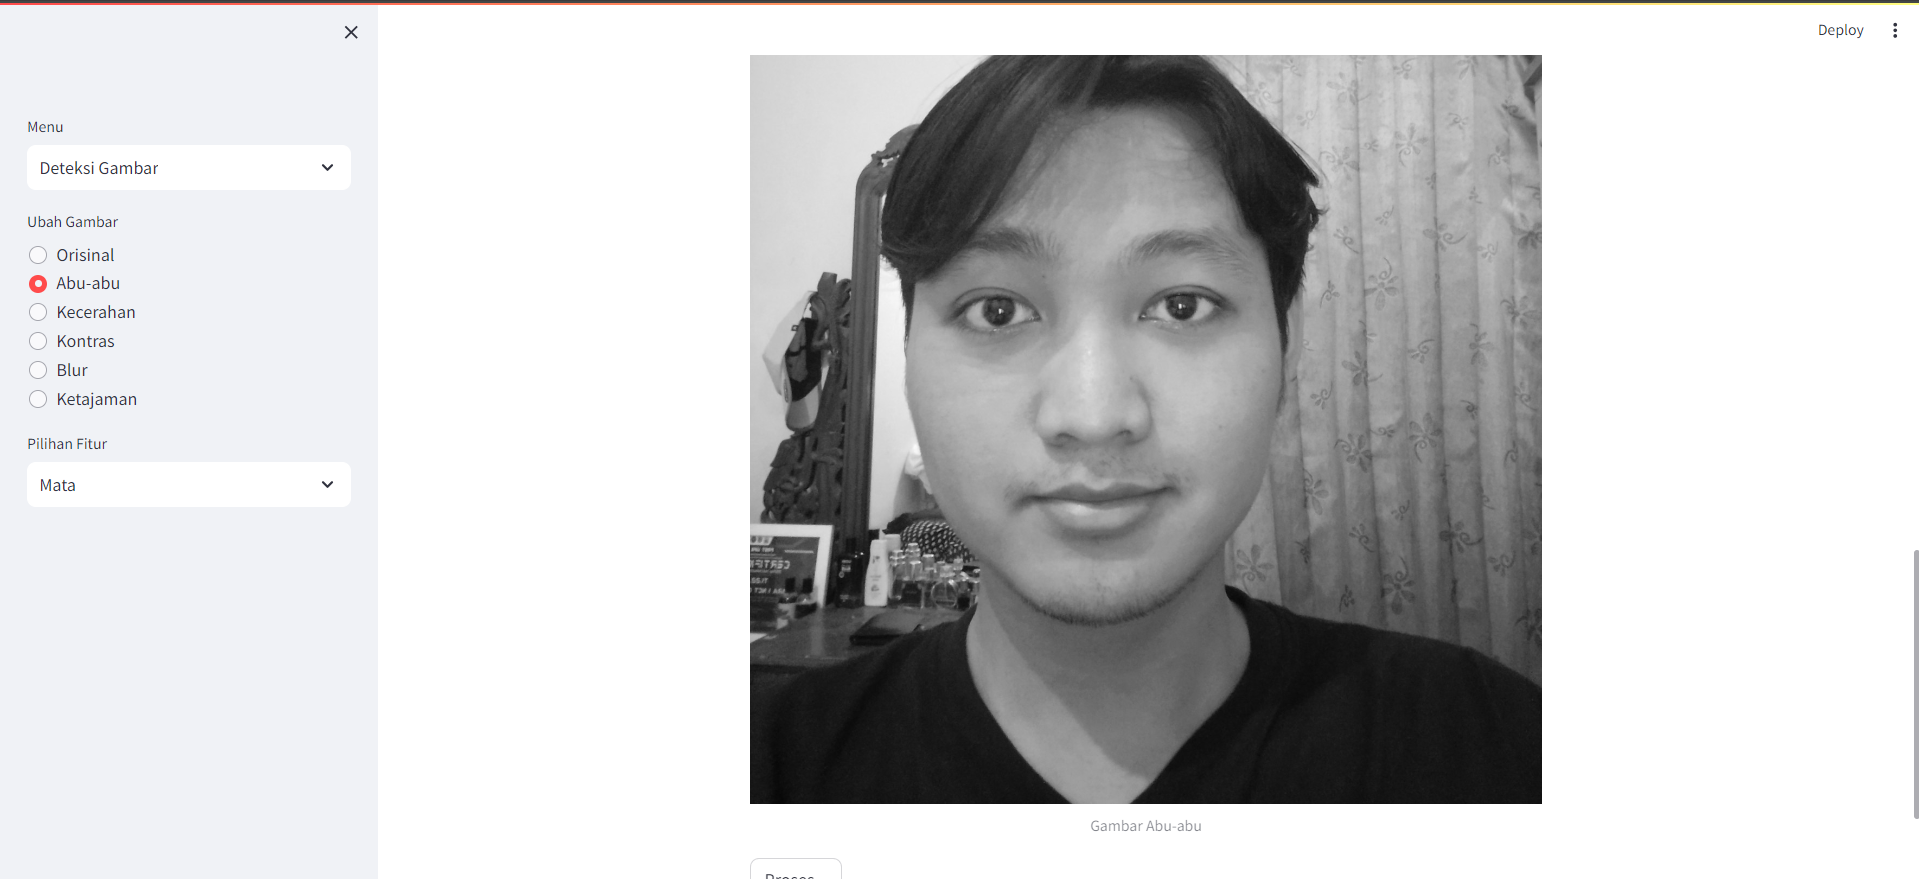 Deploy
Menu
Deteksi Gambar
Ubah Gambar
Orisinal
Abu-abu
Kecerahan
Kontras
Blur
Ketajaman
Pilihan Fitur
Mata
Gambar Abu-abu
Proses